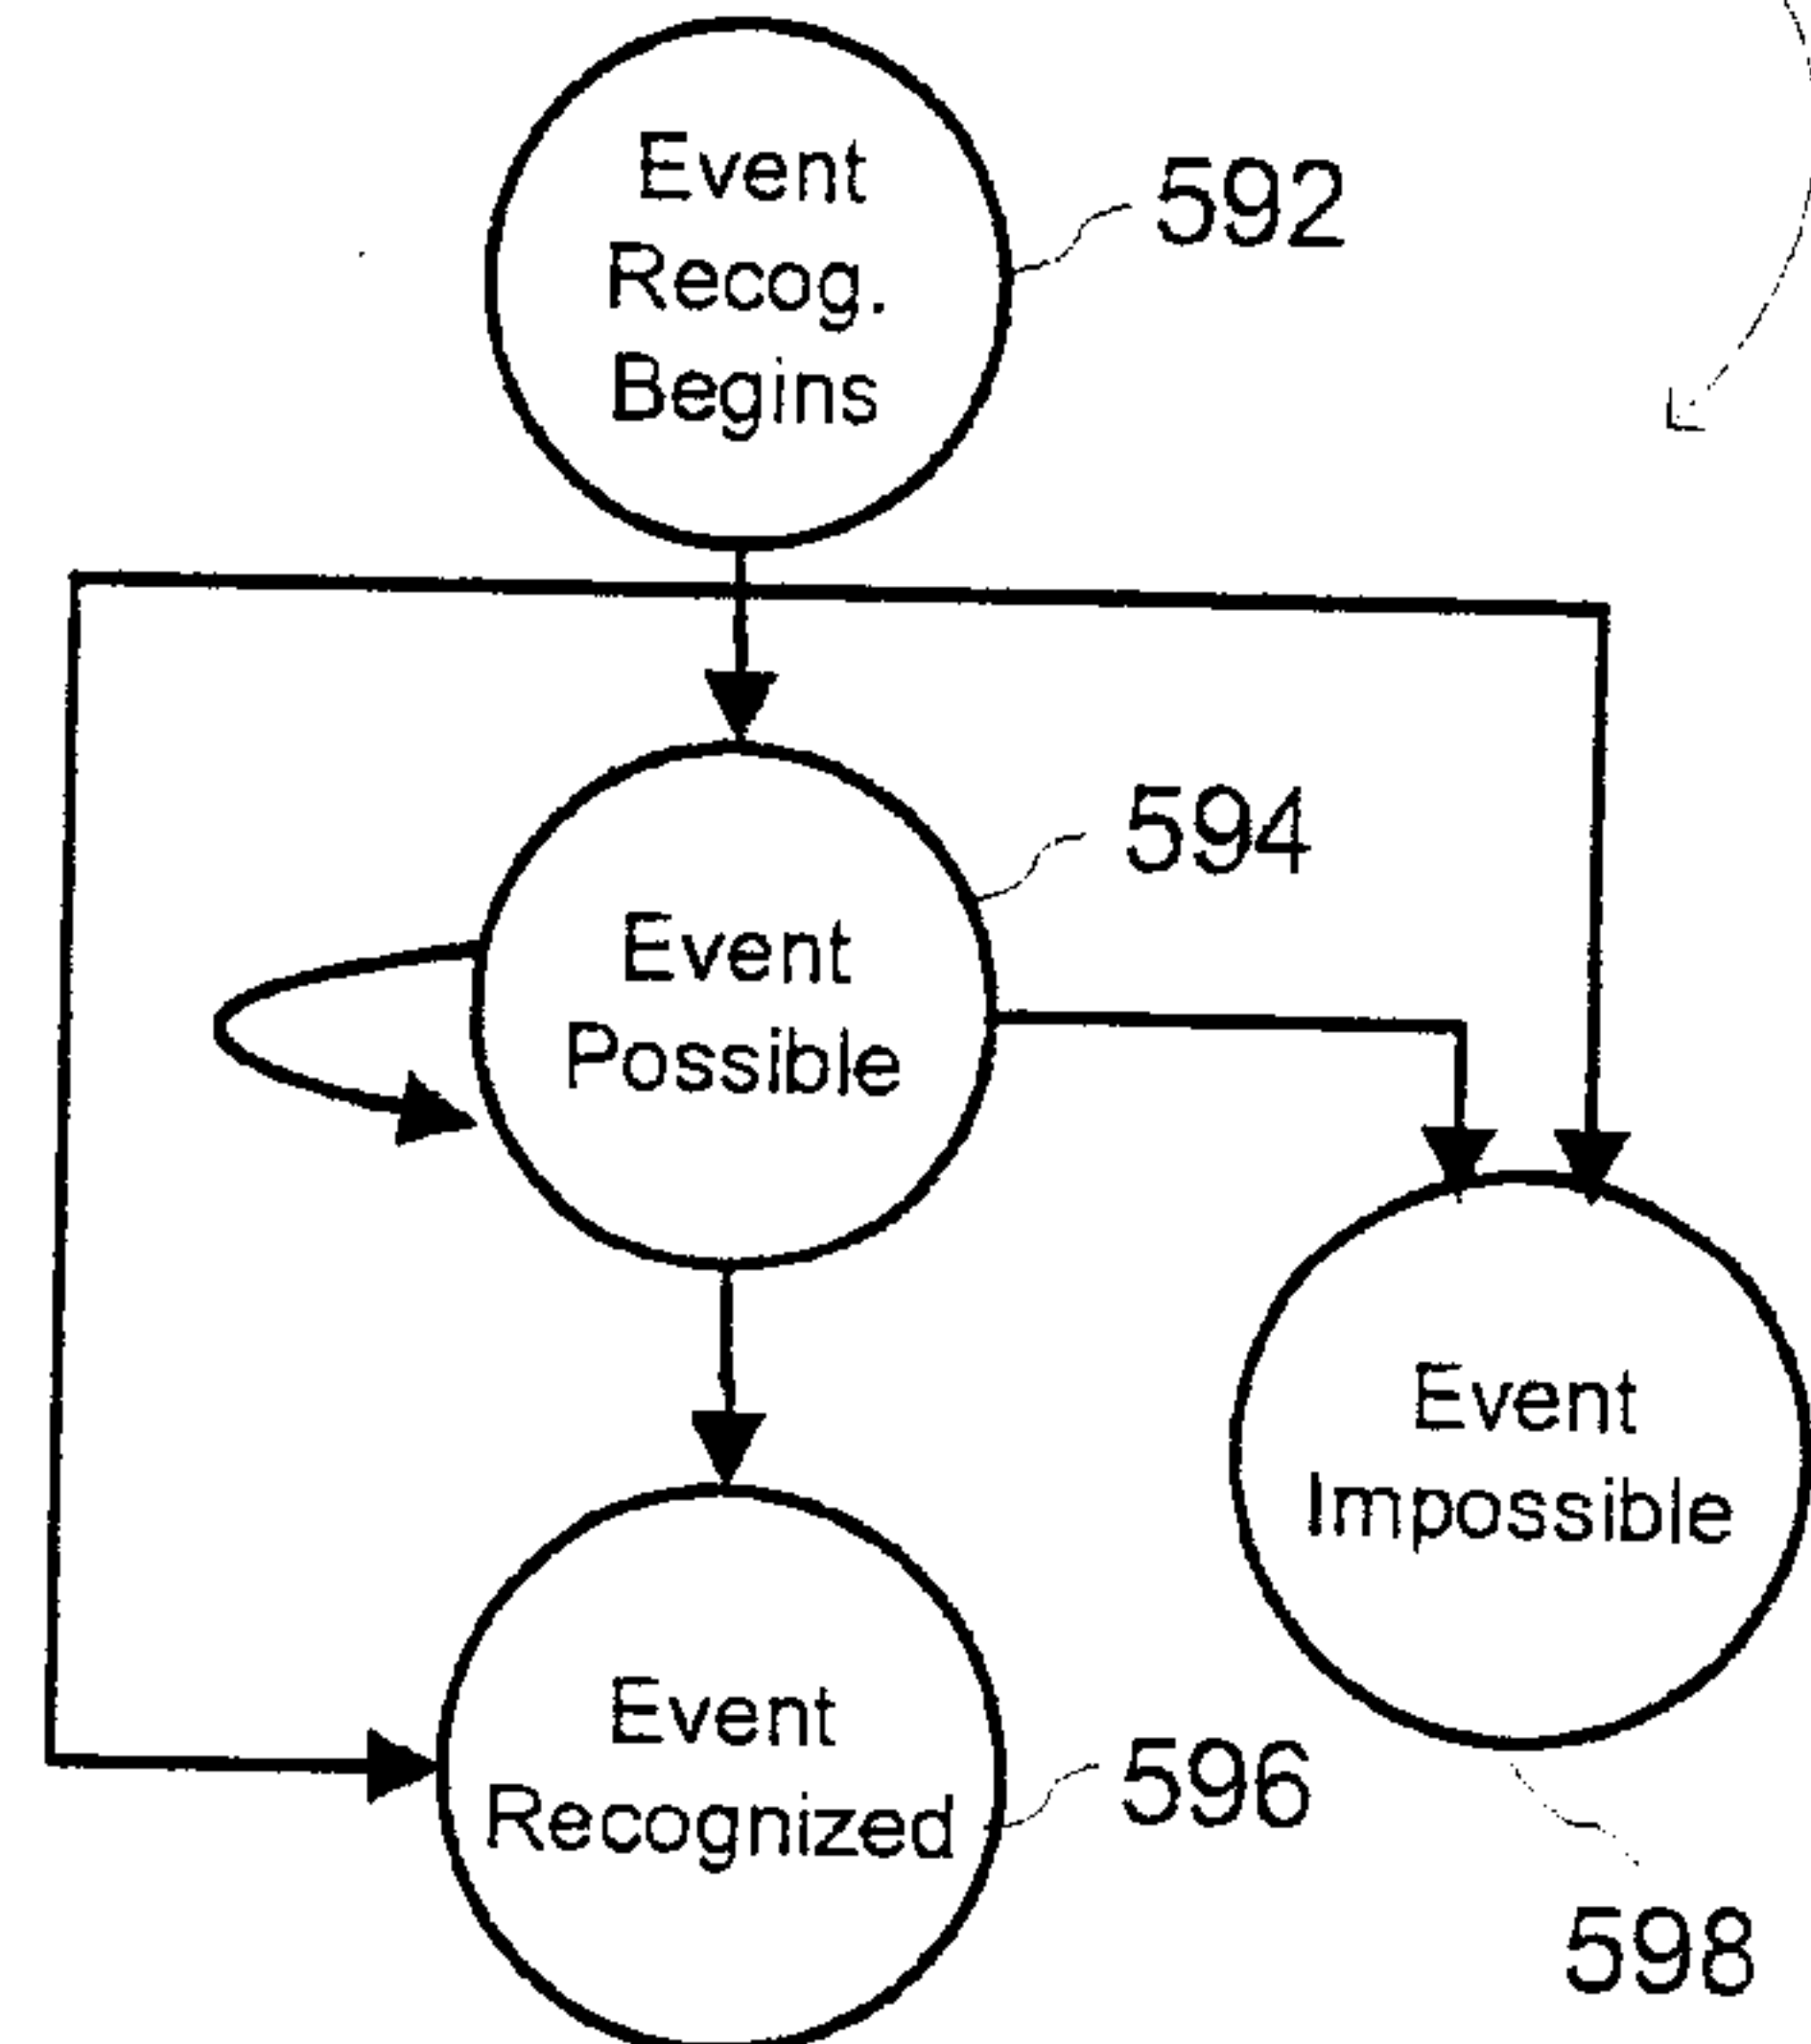 Event
Recog.
Begins
592
594
Event
Possible
Event
Impossible
Event
Recognized
596
598